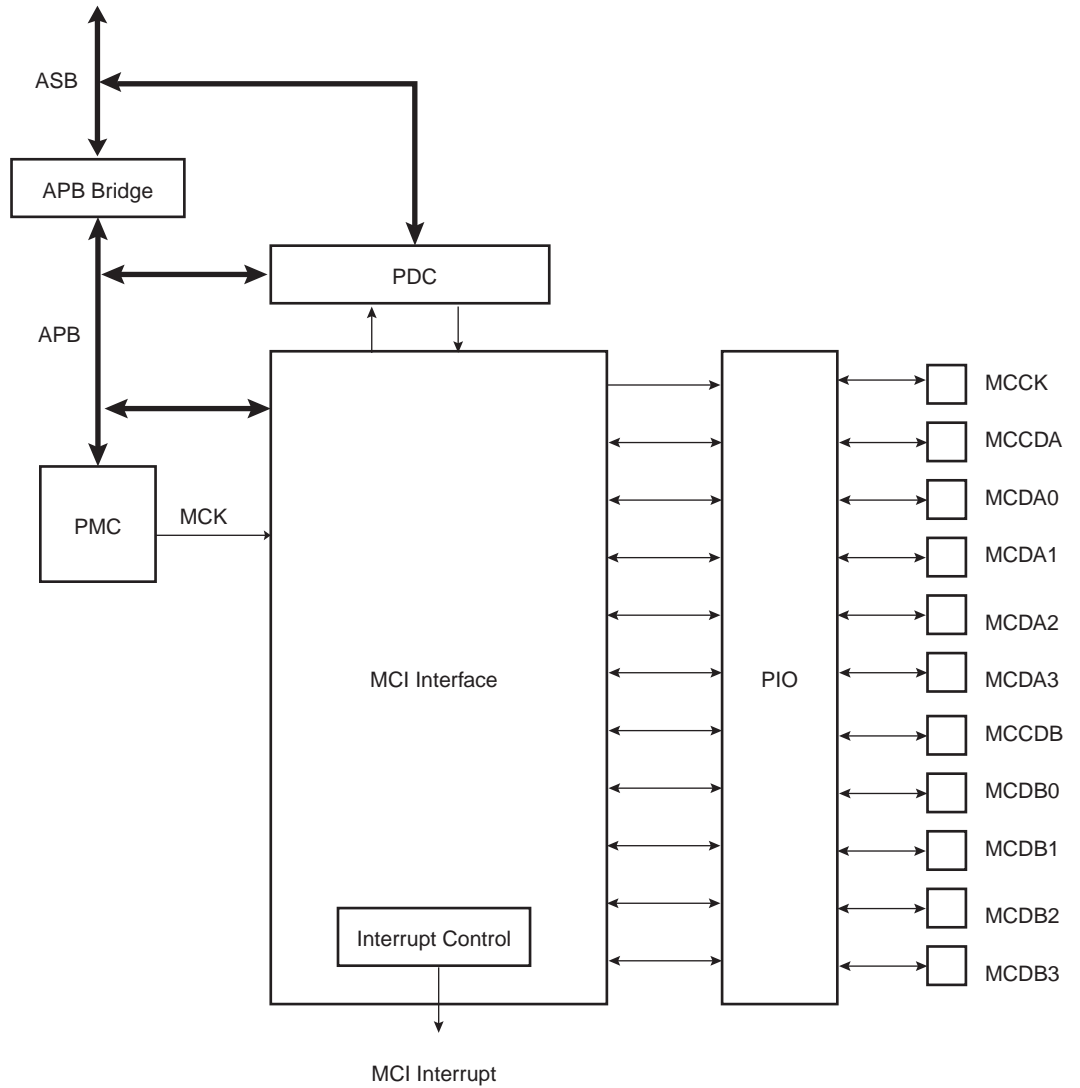 ASB
APB Bridge
PDC
APB
MCCK
MCCDA
MCDA0
PMC
MCK
MCDA1
MCDA2
MCI Interface
PIO
MCDA3
MCCDB
MCDB0
MCDB1
MCDB2
Interrupt Control
MCDB3
MCI Interrupt